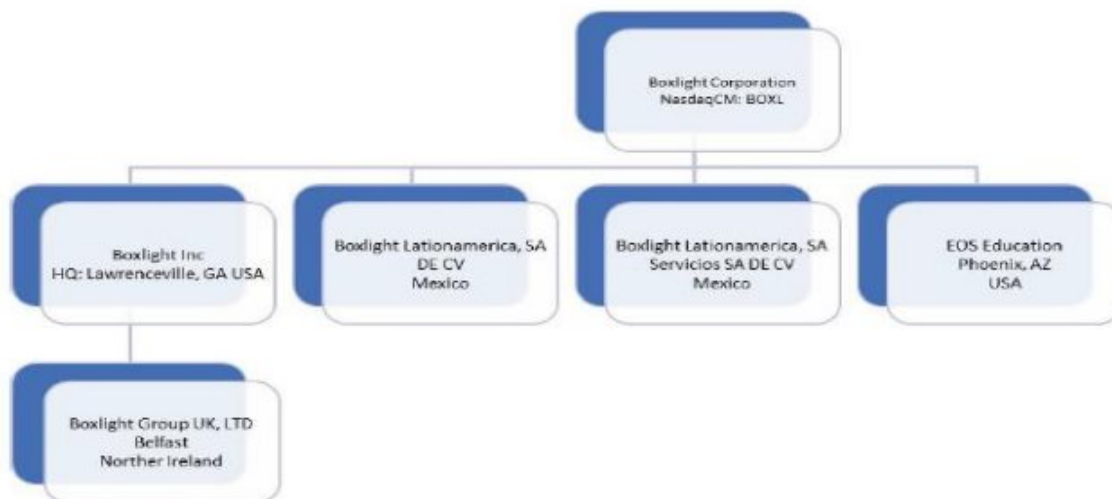 Boxlight Corporation
NasdaqCM: BOXL
Boxlight Inc
HQ: Lawrenceville, GA USA
Boxlight Lationamerica, SA
DE CV
Mexico
Boxlight Lationamerica, SA
Servicios SA DE CV
Mexico
EOS Education
Phoenix, AZ
USA
Boxlight Group UK, LTD
Belfast
Norther Ireland